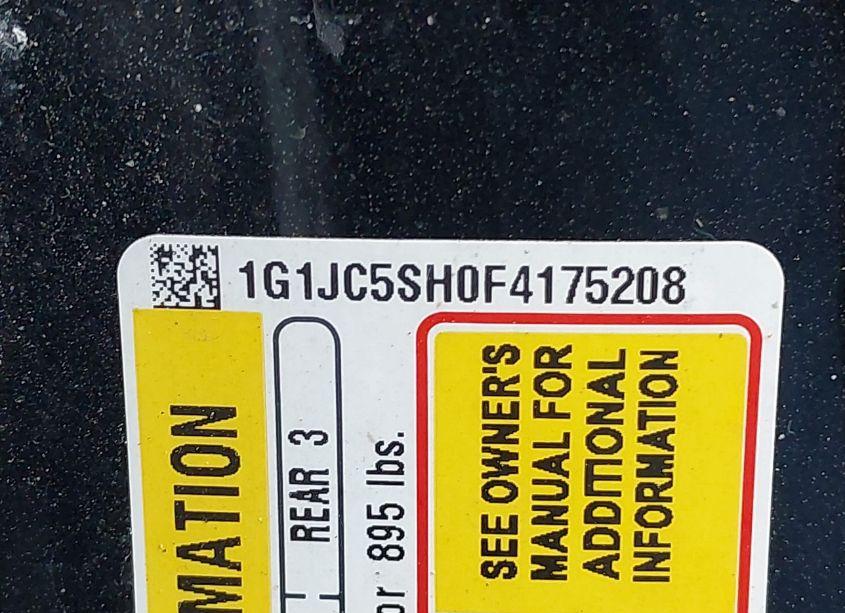 1G1JC5SH0F4175208
MATION
REAR 3
or 895 lbs.
SEE OWNER'S
MANUAL FOR
ADDITIONAL
INFORMATION